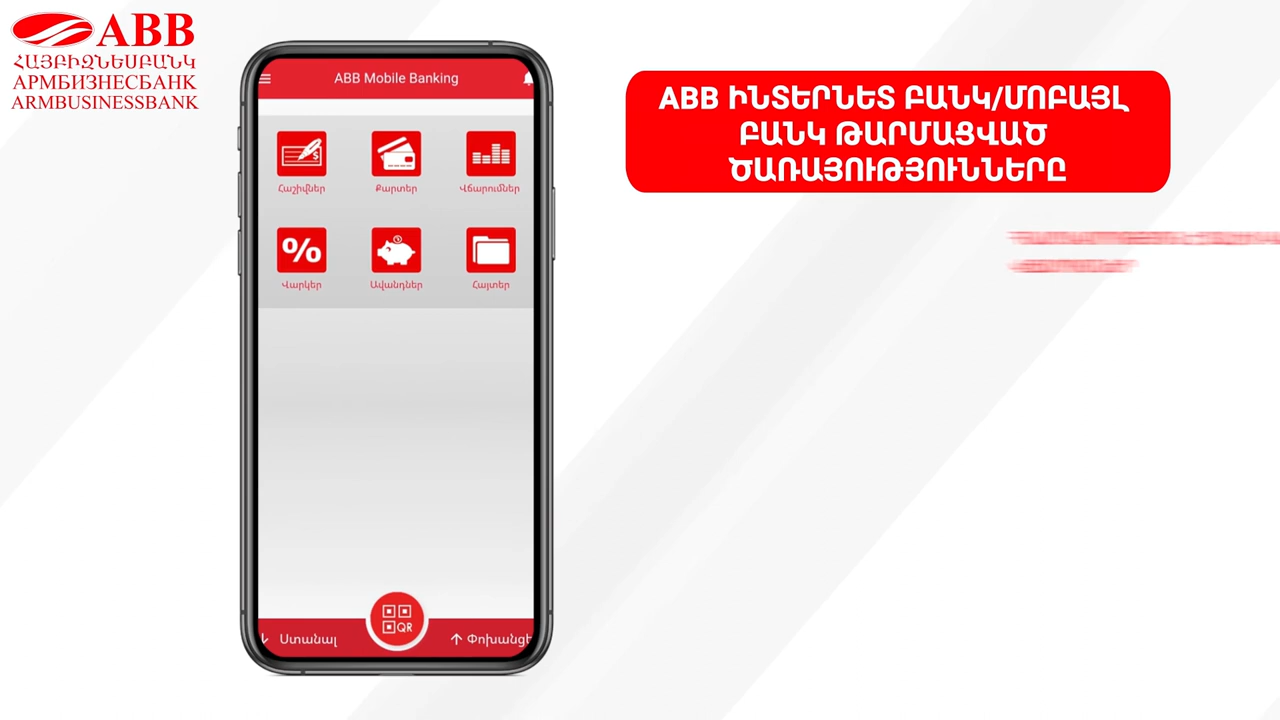 ABB
ՀԱՅԲԻԶՆԵՍԲԱՆԿ
АРМБИЗНЕСБАНК
ARMBUSINESSBANK
ABB Mobile Banking
Հաշիվներ
Քարտեր
Վճարումներ
Վարկեր
Ավանդներ
Հայտեր
QR
Ստանալ
Փոխանցե
ABB ԻՆՏԵՐՆԵՏ ԲԱՆԿ/ՄՈԲԱՅԼ
ԲԱՆԿ ԹԱՐՄԱՑՎԱԾ
ԾԱՌԱՅՈՒԹՅՈՒՆՆԵՐԸ